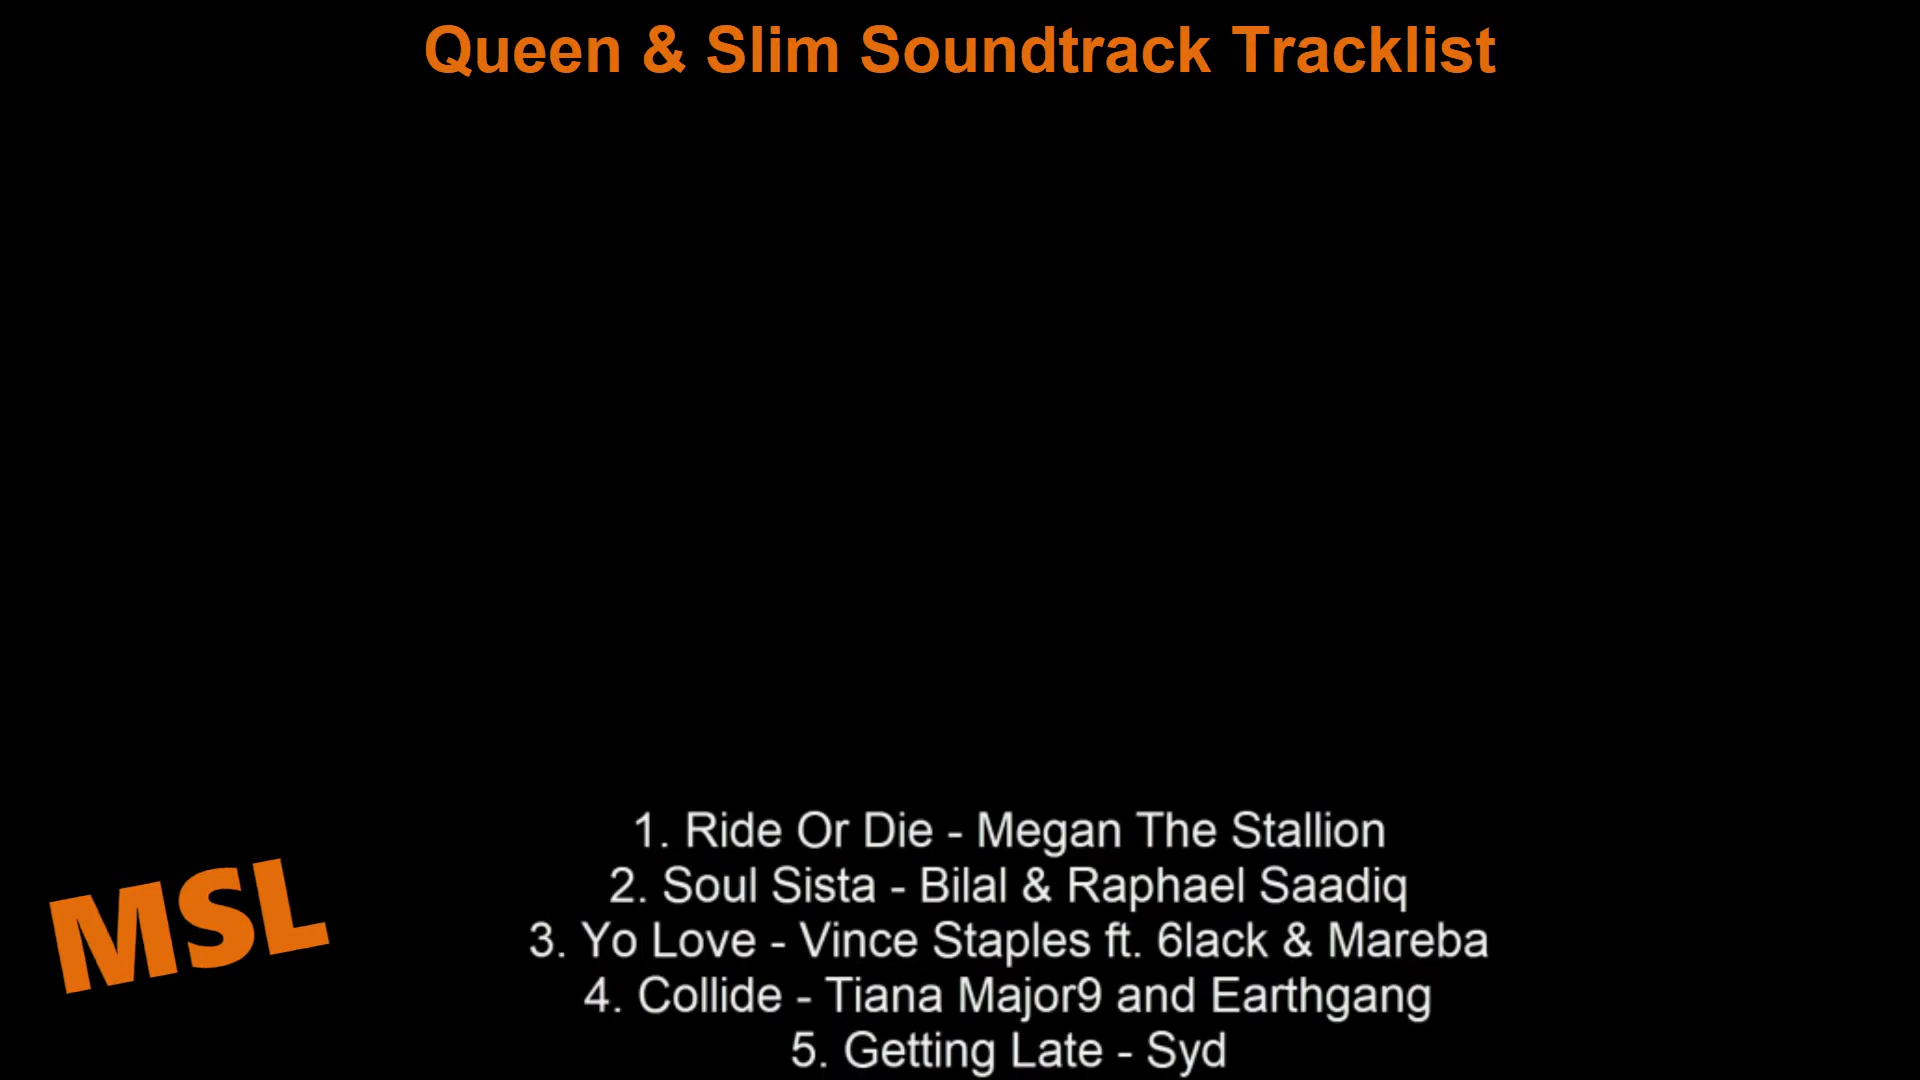 Queen & Slim Soundtrack Tracklist
1. Ride Or Die - Megan The Stallion
2. Soul Sista - Bilal & Raphael Saadiq
3. Yo Love - Vince Staples ft. 6lack & Mareba
4. Collide - Tiana Major9 and Earthgang
5. Getting Late - Syd
MSL